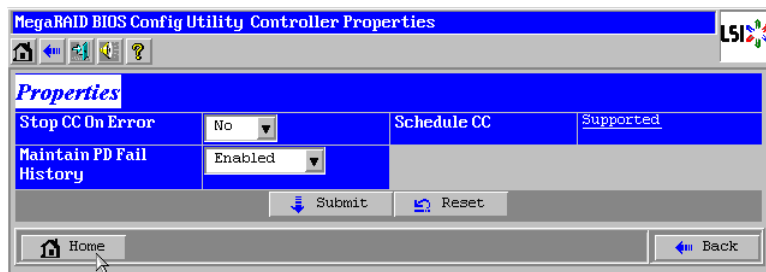 MegaRAID BIOS Config Utility Controller Properties
LSI
Properties
Stop CC On Error No Schedule CC Supported
Maintain PD Fail History Enabled
Submit Reset
Home Back